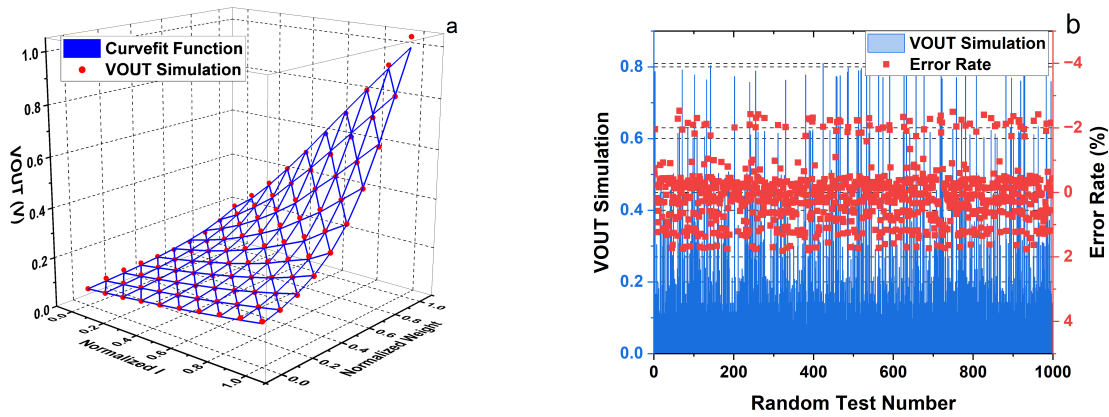 a
Curvefit Function
VOUT Simulation
VOUT (V)
1.0
0.8
0.6
0.4
0.2
0.0
0.0
0.2
0.4
0.6
0.8
1.0
Normalized I
0.0
0.2
0.4
0.6
0.8
1.0
Normalized Weight
b
VOUT Simulation
Error Rate
VOUT Simulation
0.8
0.6
0.4
0.2
0.0
0
200
400
600
800
1000
Random Test Number
-4
-2
0
2
4
Error Rate (%)